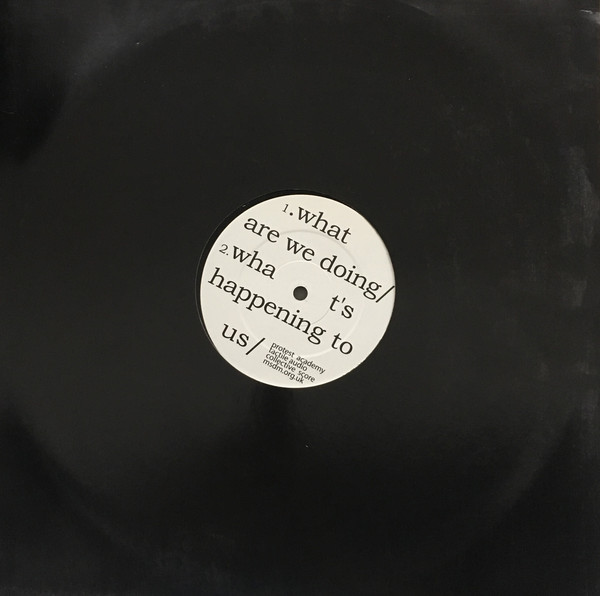 1. what
are we doing/
2. wha t's
happening to
us/
protest academy
tactile audio
collective score
msdm.org.uk